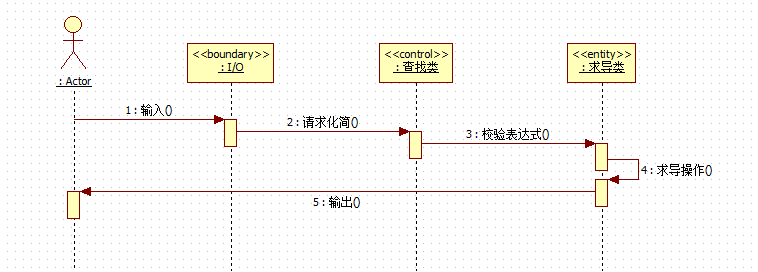 <<boundary>>
: I/O
<<control>>
: 查找类
<<entity>>
: 求导类
: Actor
1 : 输入()
2 : 请求化简()
3 : 校验表达式()
4 : 求导操作()
5 : 输出()